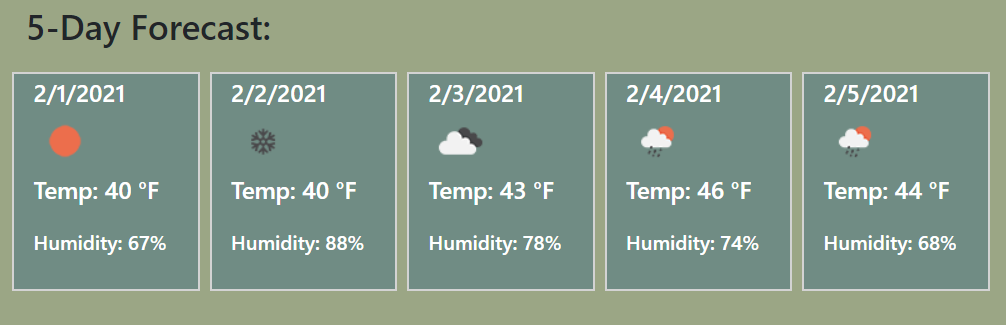 5-Day Forecast:
2/1/2021
Temp: 40 °F
Humidity: 67%
2/2/2021
Temp: 40 °F
Humidity: 88%
2/3/2021
Temp: 43 °F
Humidity: 78%
2/4/2021
Temp: 46 °F
Humidity: 74%
2/5/2021
Temp: 44 °F
Humidity: 68%